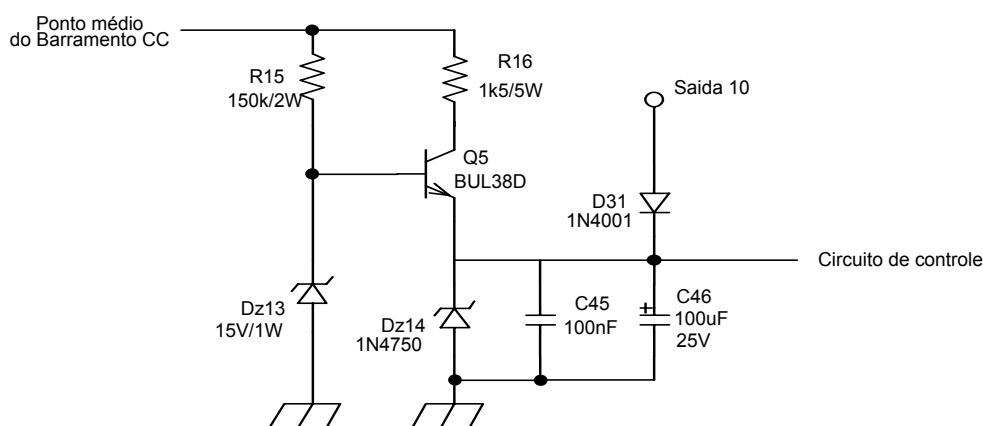 Ponto médio
do Barramento CC
R15
150k/2W
R16
1k5/5W
Saida 10
Q5
BUL38D
D31
1N4001
Circuito de controle
Dz13
15V/1W
Dz14
1N4750
C45
100nF
+
C46
100uF
25V